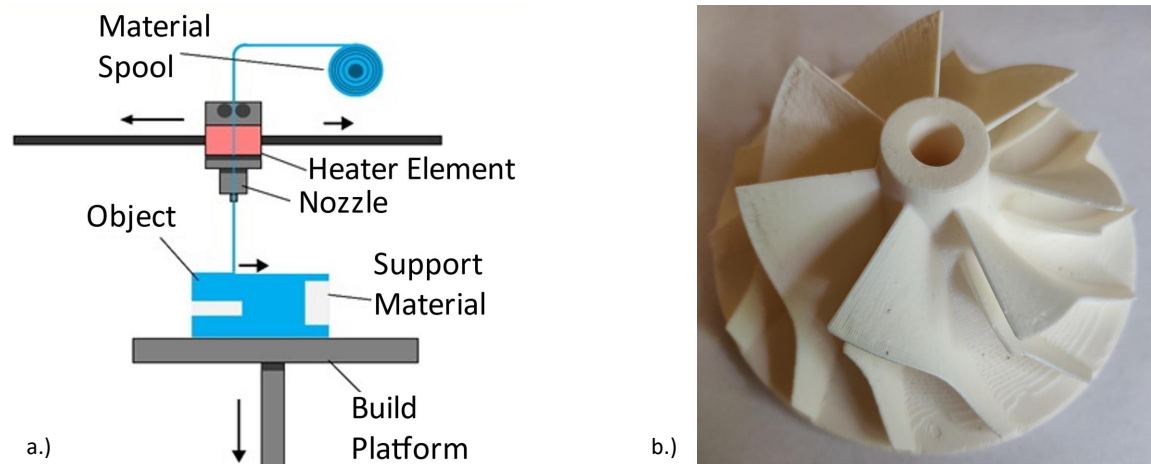 Material
Spool
Heater Element
Nozzle
Object
Support
Material
Build
Platform
a.)
b.)